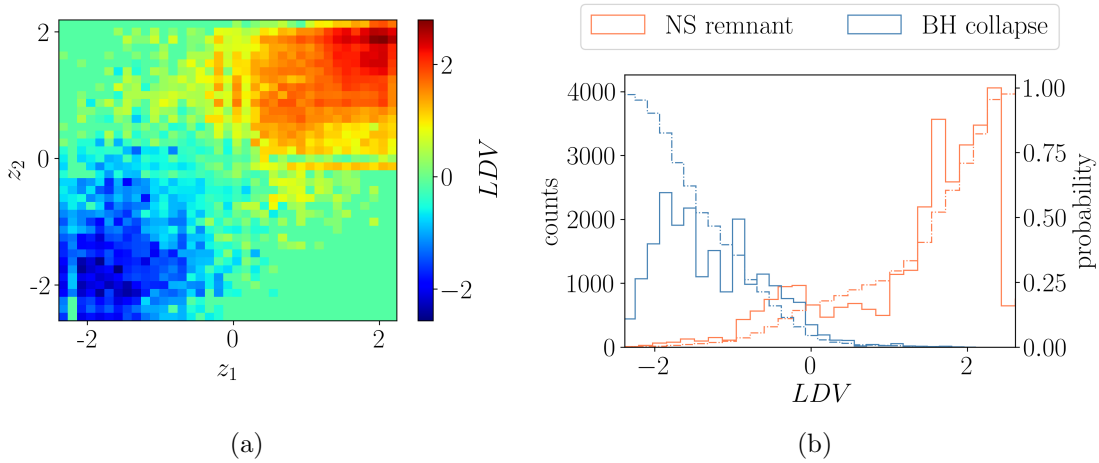 NS remnant BH collapse
2
0
−2
z2
−2 0 2
z1
2
0
−2
LDV
4000
3000
2000
1000
0
counts
1.00
0.75
0.50
0.25
0.00
probability
−2 0 2
LDV
(a) (b)